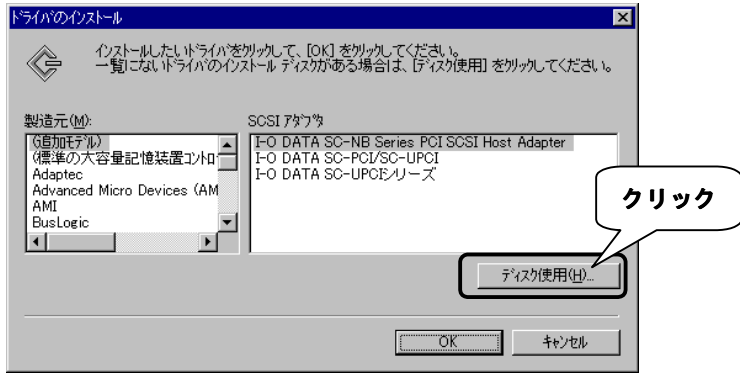 ドライバのインストール
インストールしたいドライバをクリックして、[OK] をクリックしてください。
一覧にないドライバのインストール ディスクがある場合は、[ディスク使用] をクリックしてください。
製造元(M):
(追加モデル)
(標準の大容量記憶装置コントロ
Adaptec
Advanced Micro Devices (AM
AMI
BusLogic
SCSI アダプタ
I-O DATA SC-NB Series PCI SCSI Host Adapter
I-O DATA SC-PCI/SC-UPCI
I-O DATA SC-UPCIシリーズ
クリック
ディスク使用(H)...
OK
キャンセル